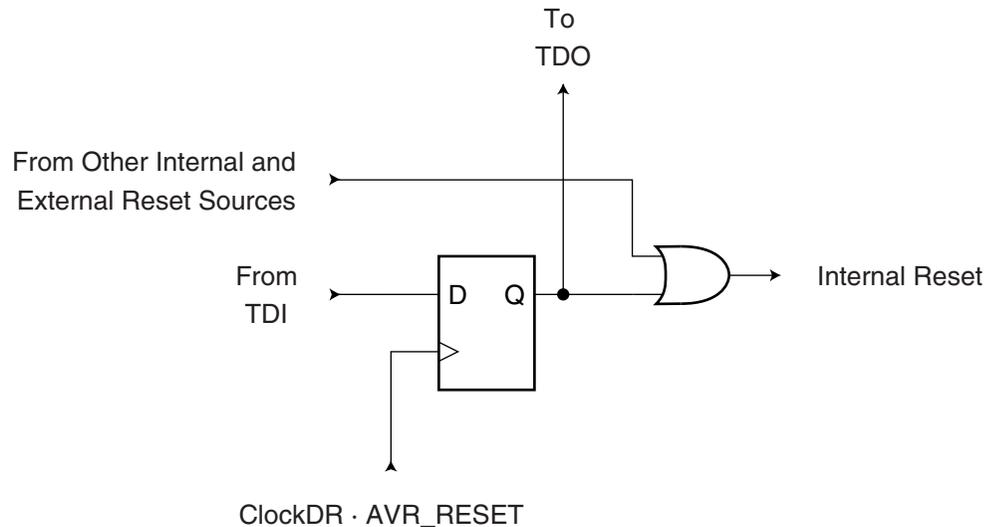 To
TDO
From Other Internal and
External Reset Sources
From
TDI
D
Q
Internal Reset
ClockDR · AVR_RESET